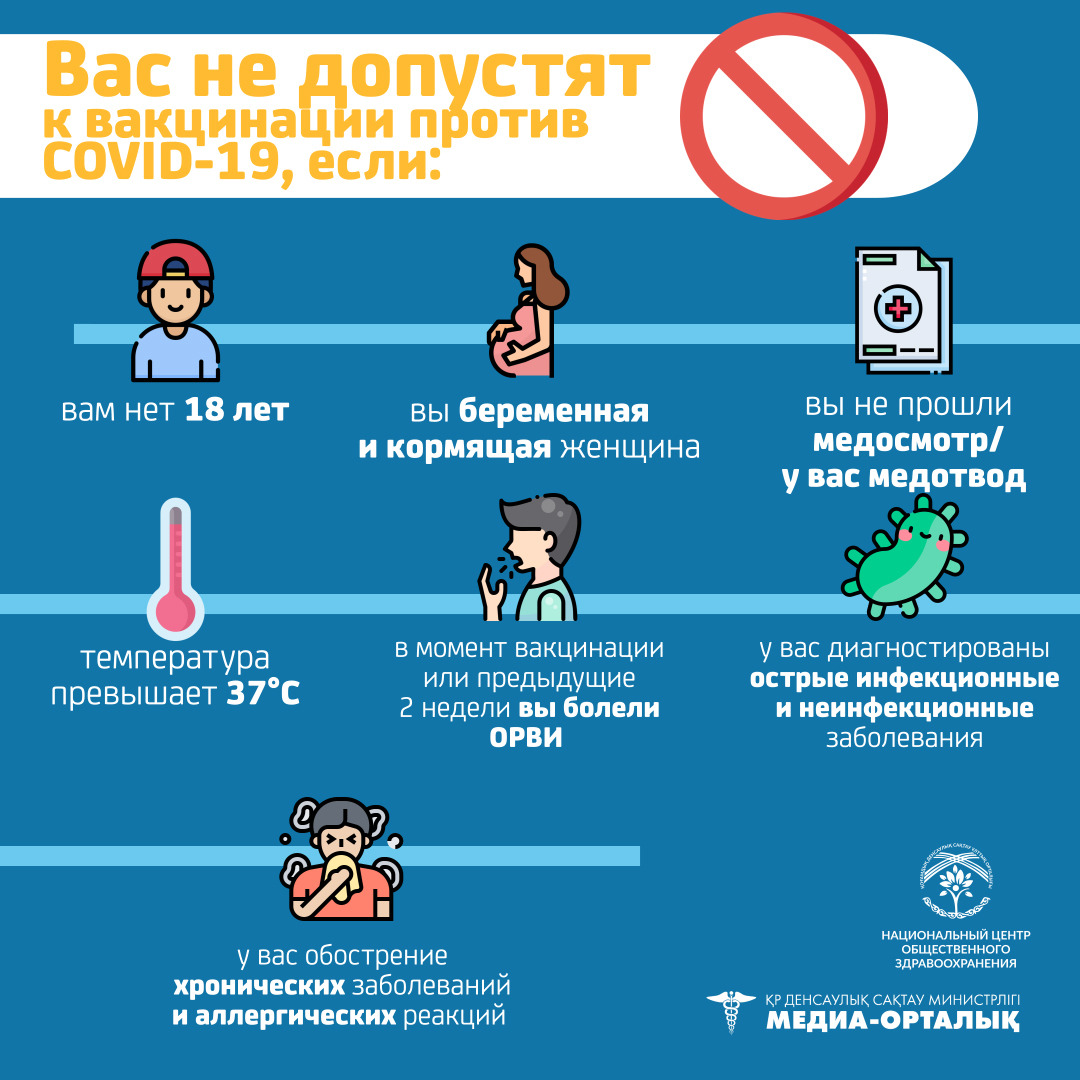 Вас не допустят
к вакцинации против
COVID-19, если:
вам нет 18 лет
вы беременная
и кормящая женщина
вы не прошли
медосмотр/
у вас медотвод
температура
превышает 37°C
в момент вакцинации
или предыдущие
2 недели вы болели
ОРВИ
у вас диагностированы
острые инфекционные
и неинфекционные
заболевания
у вас обострение
хронических заболеваний
и аллергических реакций
НАЦИОНАЛЬНЫЙ ЦЕНТР
ОБЩЕСТВЕННОГО
ЗДРАВООХРАНЕНИЯ
ҚР ДЕНСАУЛЫҚ САҚТАУ МИНИСТРЛІГІ
МЕДИА-ОРТАЛЫҚ